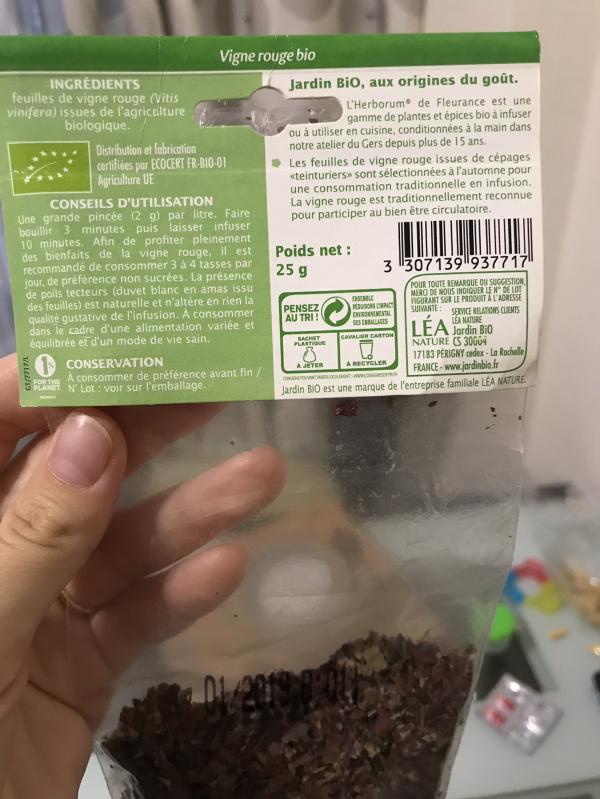 Vigne rouge bio
INGRÉDIENTS
feuilles de vigne rouge (Vitis
vinifera) issues de l'agriculture
biologique.
Distribution et fabrication
certifiées par ECOCERT FR-BIO-01
Agriculture UE
CONSEILS D'UTILISATION
Une grande pincée (2 g) par litre. Faire
bouillir 3 minutes puis laisser infuser
10 minutes. Afin de profiter pleinement
des bienfaits de la vigne rouge, il est
recommandé de consommer 3 à 4 tasses par
jour, de préférence non sucrées. La présence
de poils tecteurs (duvet blanc en amas issu
des feuilles) est naturelle et n'altère en rien la
qualité gustative de l'infusion. À consommer
dans le cadre d'une alimentation variée et
équilibrée et d'un mode de vie sain.
1%
FOR THE
PLANET
CONSERVATION
À consommer de préférence avant fin /
N° Lot : voir sur l'emballage.
Jardin BiO, aux origines du goût.
L'Herborum® de Fleurance est une
gamme de plantes et épices bio à infuser
ou à utiliser en cuisine, conditionnées à la main dans
notre atelier du Gers depuis plus de 15 ans.
Les feuilles de vigne rouge issues de cépages
«teinturiers» sont sélectionnées à l'automne pour
une consommation traditionnelle en infusion.
La vigne rouge est traditionnellement reconnue
pour participer au bien être circulatoire.
Poids net :
25 g
3 307139 937717
PENSEZ
AU TRI !
ENSEMBLE
RÉDUISONS L'IMPACT
ENVIRONNEMENTAL
DES EMBALLAGES
SACHET
PLASTIQUE
À JETER
CAVALIER CARTON
À RECYCLER
POUR TOUTE REMARQUE OU SUGGESTION,
MERCI DE NOUS INDIQUER LE N° DE LOT
FIGURANT SUR LE PRODUIT À L'ADRESSE
SUIVANTE :
SERVICE RELATIONS CLIENTS
LÉA NATURE
LÉA Jardin BiO
NATURE CS 30004
17183 PÉRIGNY cedex - La Rochelle
FRANCE - www.jardinbio.fr
Jardin BiO est une marque de l'entreprise familiale LÉA NATURE.